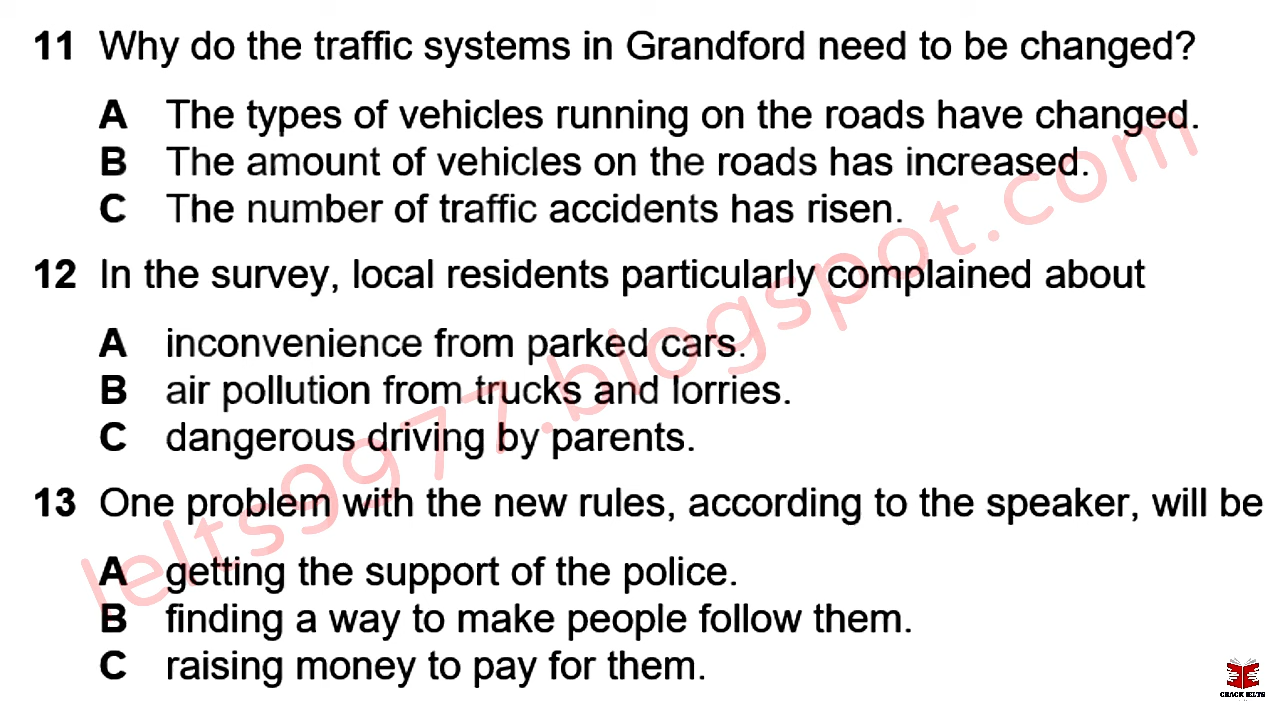 11 Why do the traffic systems in Grandford need to be changed?
A The types of vehicles running on the roads have changed.
B The amount of vehicles on the roads has increased.
C The number of traffic accidents has risen.
12 In the survey, local residents particularly complained about
A inconvenience from parked cars.
B air pollution from trucks and lorries.
C dangerous driving by parents.
13 One problem with the new rules, according to the speaker, will be
A getting the support of the police.
B finding a way to make people follow them.
C raising money to pay for them.
Ielts9977.blogspot.com
CRACK IELTS